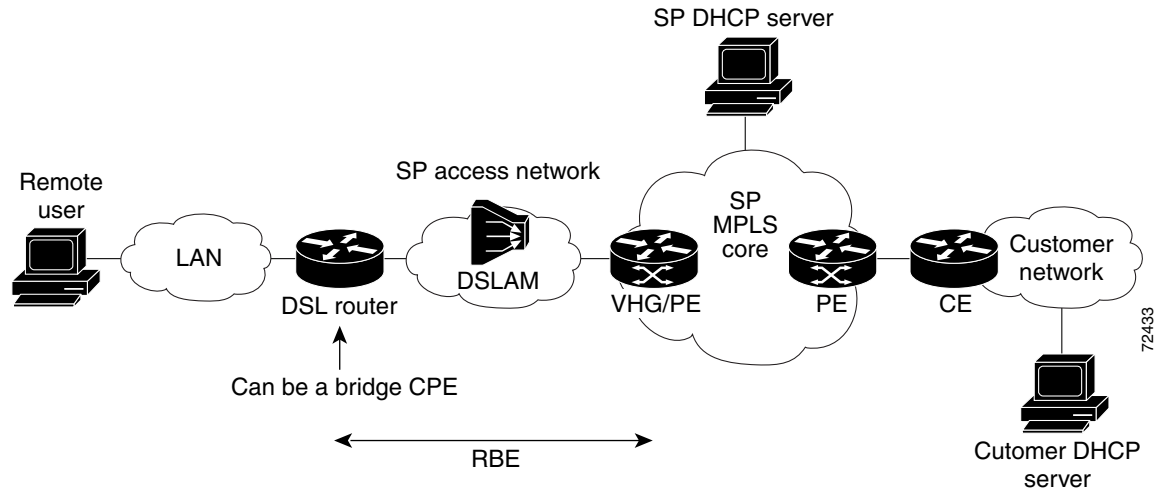 SP DHCP server
SP access network
Remote
user
SP
MPLS
core
LAN
Customer
network
DSLAM
DSL router
VHG/PE
PE
CE
72433
Can be a bridge CPE
RBE
Cutomer DHCP
server